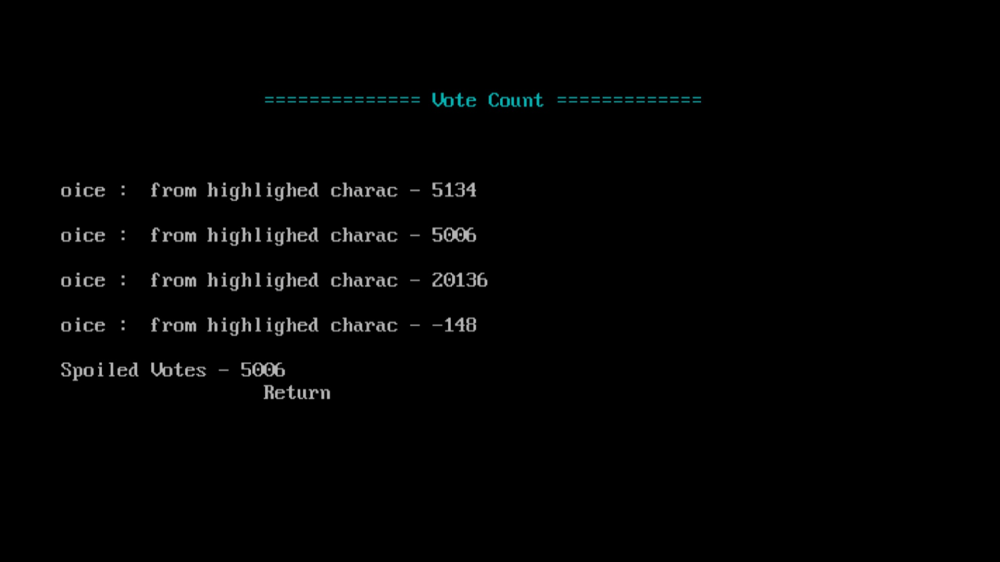 ============== Vote Count =============
oice :  from highlighed charac - 5134
oice :  from highlighed charac - 5006
oice :  from highlighed charac - 20136
oice :  from highlighed charac - -148
Spoiled Votes - 5006
Return